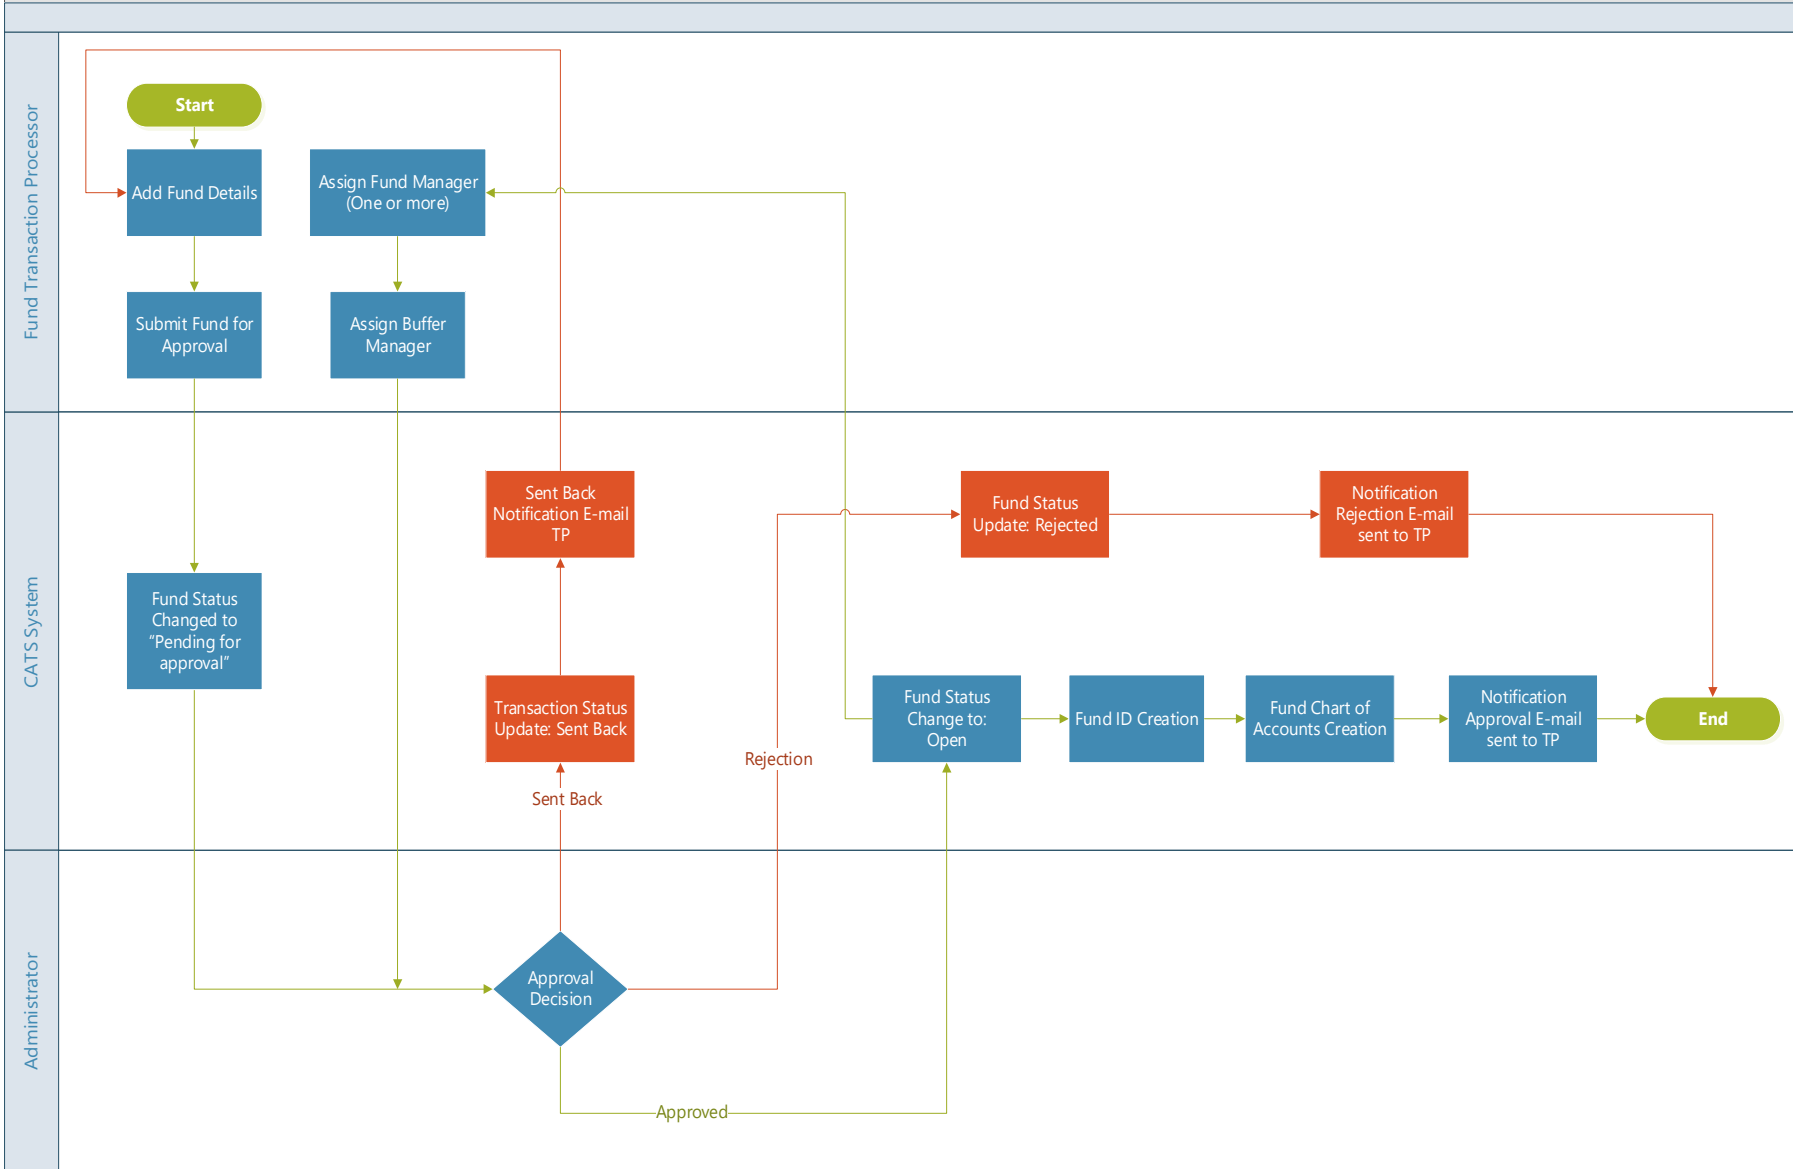 Fund Transaction Processor
Start
Add Fund Details
Assign Fund Manager
(One or more)
Submit Fund for
Approval
Assign Buffer
Manager
CATS System
Sent Back
Notification E-mail
TP
Fund Status
Update: Rejected
Notification
Rejection E-mail
sent to TP
Fund Status
Changed to
“Pending for
approval”
Transaction Status
Update: Sent Back
Fund Status
Change to:
Open
Fund ID Creation
Fund Chart of
Accounts Creation
Notification
Approval E-mail
sent to TP
End
Rejection
Sent Back
Administrator
Approval
Decision
Approved